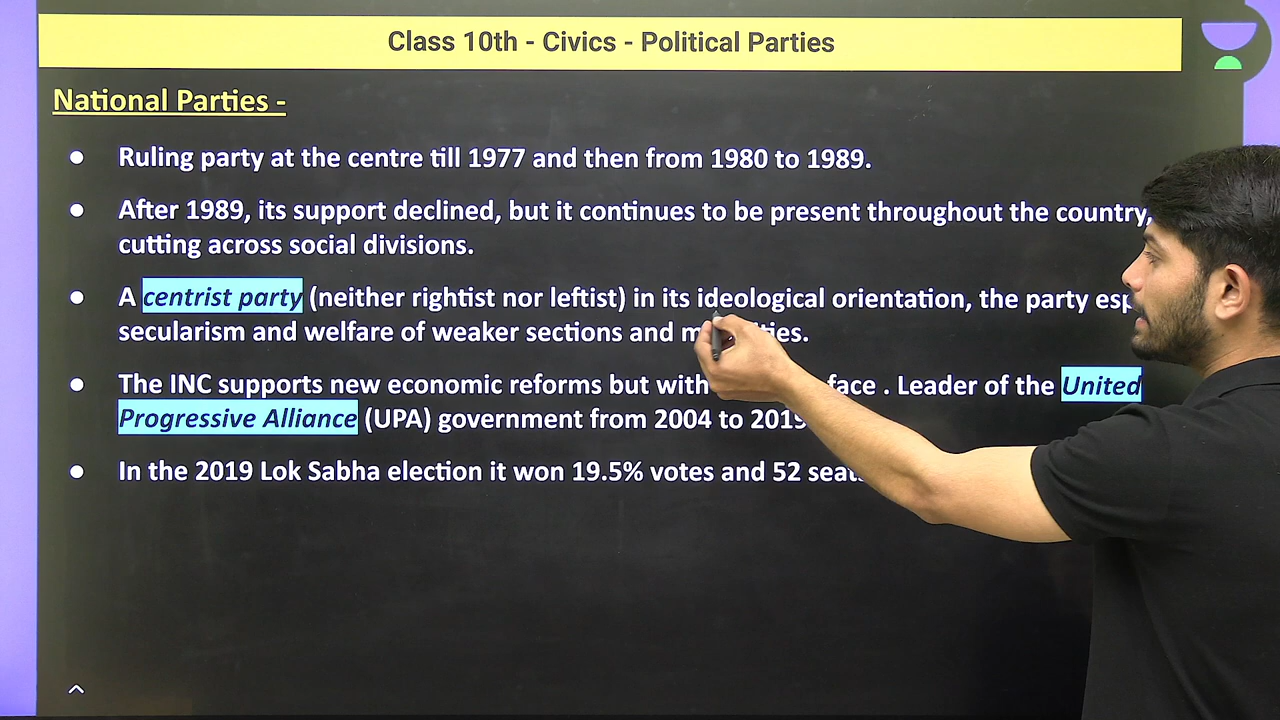 Class 10th - Civics - Political Parties
National Parties -
● Ruling party at the centre till 1977 and then from 1980 to 1989.
● After 1989, its support declined, but it continues to be present throughout the country,
cutting across social divisions.
● A centrist party (neither rightist nor leftist) in its ideological orientation, the party
secularism and welfare of weaker sections and
● The INC supports new economic reforms but with face . Leader of the United
Progressive Alliance (UPA) government from 2004 to 2019
● In the 2019 Lok Sabha election it won 19.5% votes and 52